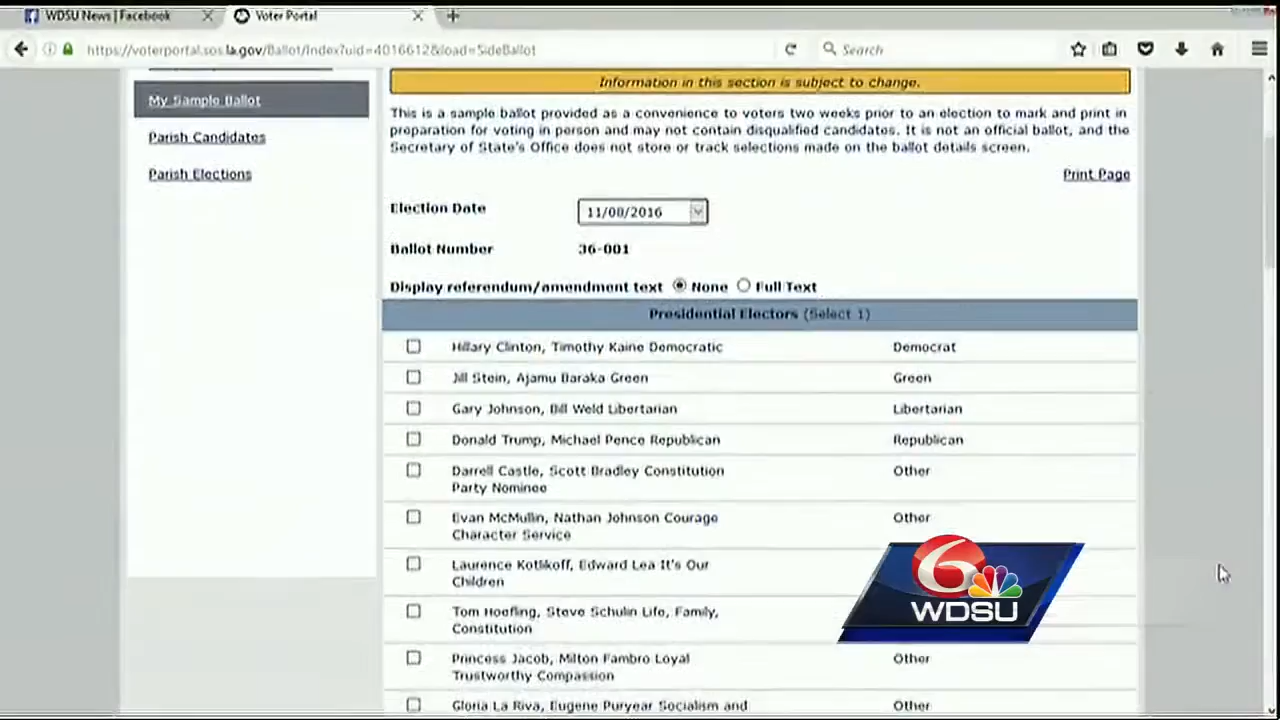 WDSU News | Facebook
Voter Portal
https://voterportal.sos.la.gov/Ballot/Index?uid=4016612&load=SideBallot
Search
My Sample Ballot
Parish Candidates
Parish Elections
Information in this section is subject to change.
This is a sample ballot provided as a convenience to voters two weeks prior to an election to mark and print in
preparation for voting in person and may not contain disqualified candidates. It is not an official ballot, and the
Secretary of State's Office does not store or track selections made on the ballot details screen.
Print Page
Election Date 11/08/2016
Ballot Number 36-001
Display referendum/amendment text None Full Text
Presidential Electors (Select 1)
Hillary Clinton, Timothy Kaine Democratic Democrat
Jill Stein, Ajamu Baraka Green Green
Gary Johnson, Bill Weld Libertarian Libertarian
Donald Trump, Michael Pence Republican Republican
Darrell Castle, Scott Bradley Constitution Other
Party Nominee
Evan McMullin, Nathan Johnson Courage Other
Character Service
Laurence Kotlikoff, Edward Lea It's Our
Children
Tom Hoefling, Steve Schulin Life, Family,
Constitution
Princess Jacob, Milton Fambro Loyal Other
Trustworthy Compassion
Gloria La Riva, Eugene Puryear Socialism and Other
6
WDSU